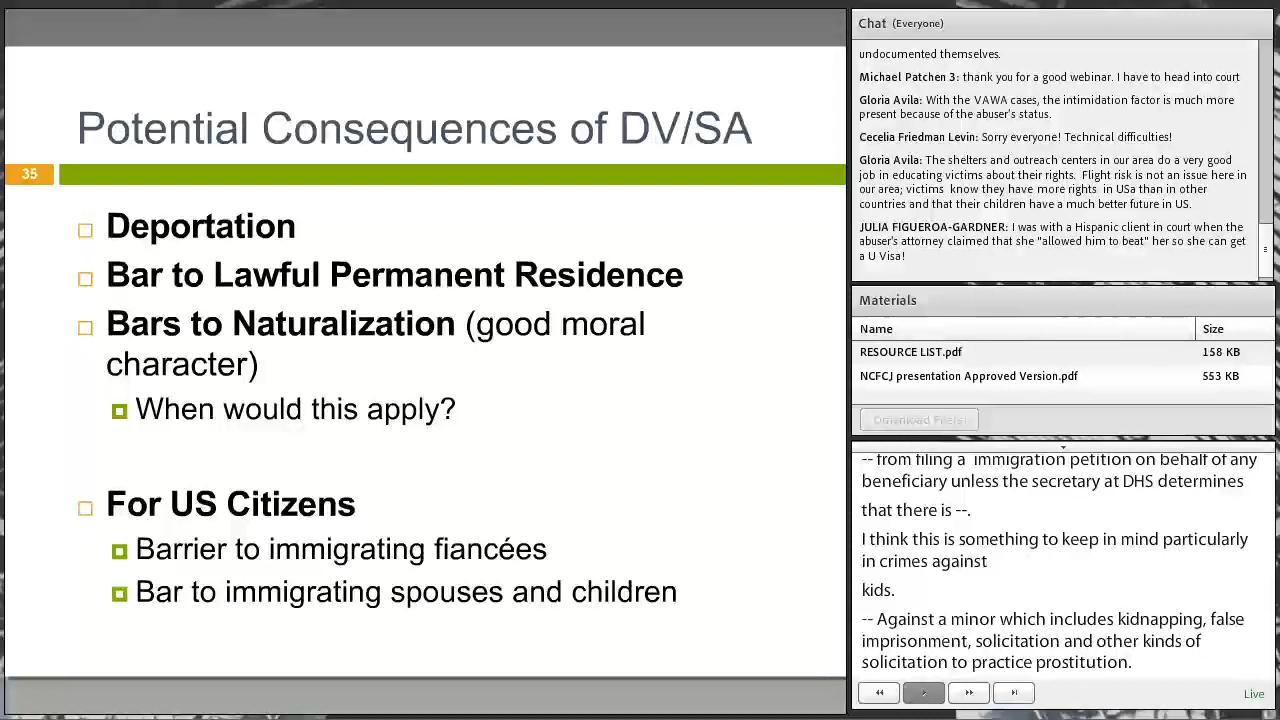 Potential Consequences of DV/SA
35
Deportation
Bar to Lawful Permanent Residence
Bars to Naturalization (good moral
character)
When would this apply?
For US Citizens
Barrier to immigrating fiancées
Bar to immigrating spouses and children
Chat (Everyone)
undocumented themselves.
Michael Patchen 3: thank you for a good webinar. I have to head into court
Gloria Avila: With the VAWA cases, the intimidation factor is much more
present because of the abuser's status.
Cecelia Friedman Levin: Sorry everyone! Technical difficulties!
Gloria Avila: The shelters and outreach centers in our area do a very good
job in educating victims about their rights. Flight risk is not an issue here in
our area; victims know they have more rights in USa than in other
countries and that their children have a much better future in US.
JULIA FIGUEROA-GARDNER: I was with a Hispanic client in court when the
abuser's attorney claimed that she "allowed him to beat" her so she can get
a U Visa!
Materials
Name Size
RESOURCE LIST.pdf 158 KB
NCFCJ presentation Approved Version.pdf 553 KB
Download File(s)
-- from filing a immigration petition on behalf of any
beneficiary unless the secretary at DHS determines
that there is --.
I think this is something to keep in mind particularly
in crimes against
kids.
-- Against a minor which includes kidnapping, false
imprisonment, solicitation and other kinds of
solicitation to practice prostitution.
Live